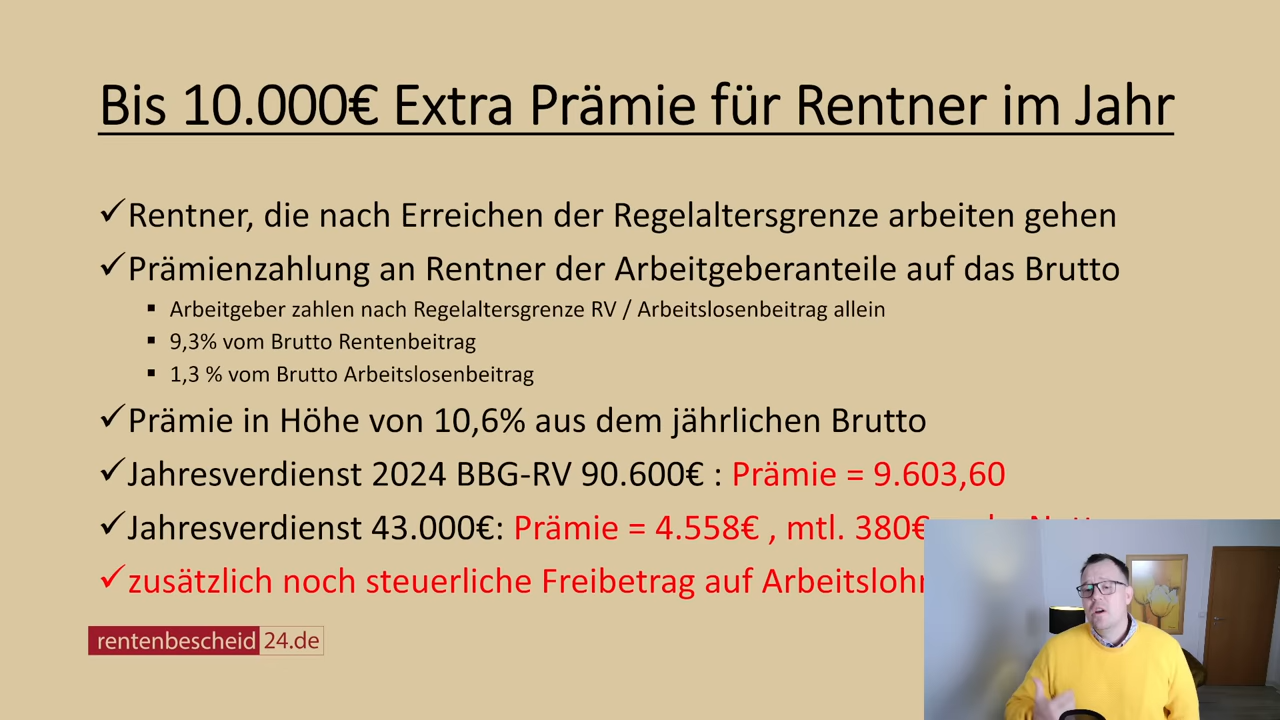 Bis 10.000€ Extra Prämie für Rentner im Jahr
✓Rentner, die nach Erreichen der Regelaltersgrenze arbeiten gehen
✓Prämienzahlung an Rentner der Arbeitgeberanteile auf das Brutto
▪ Arbeitgeber zahlen nach Regelaltersgrenze RV / Arbeitslosenbeitrag allein
▪ 9,3% vom Brutto Rentenbeitrag
▪ 1,3 % vom Brutto Arbeitslosenbeitrag
✓Prämie in Höhe von 10,6% aus dem jährlichen Brutto
✓Jahresverdienst 2024 BBG-RV 90.600€ : Prämie = 9.603,60
✓Jahresverdienst 43.000€: Prämie = 4.558€ , mtl. 380€
✓zusätzlich noch steuerliche Freibetrag auf Arbeitslohn
rentenbescheid 24.de